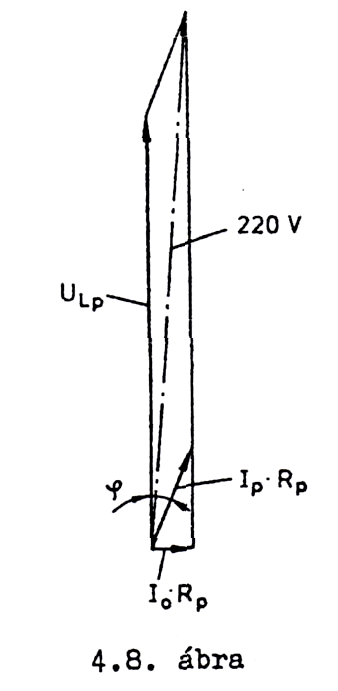 220 V
U_Lp
φ
I_p · R_p
I_o · R_p
4.8. ábra